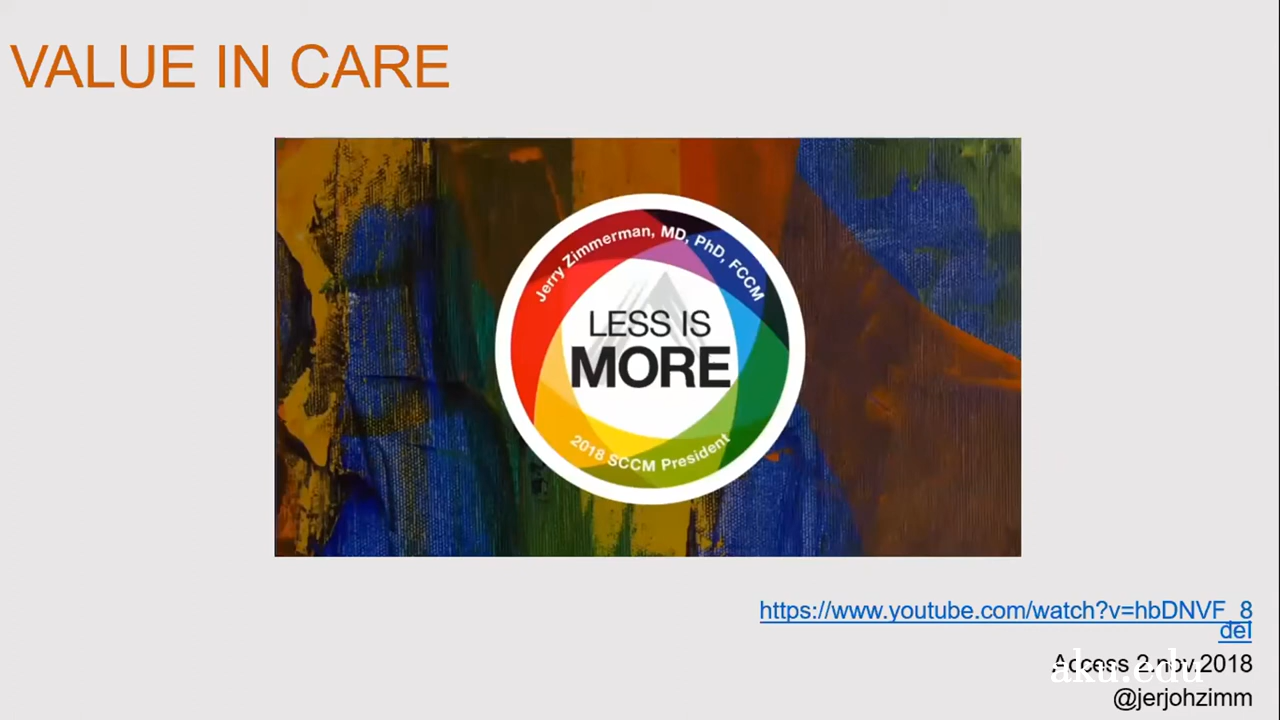 VALUE IN CARE
Jerry Zimmerman, MD, PhD, FCCM
LESS IS
MORE
2018 SCCM President
https://www.youtube.com/watch?v=hbDNVF_8
deI
Access 2.nov.2018
aku.edu
@jerjohzimm